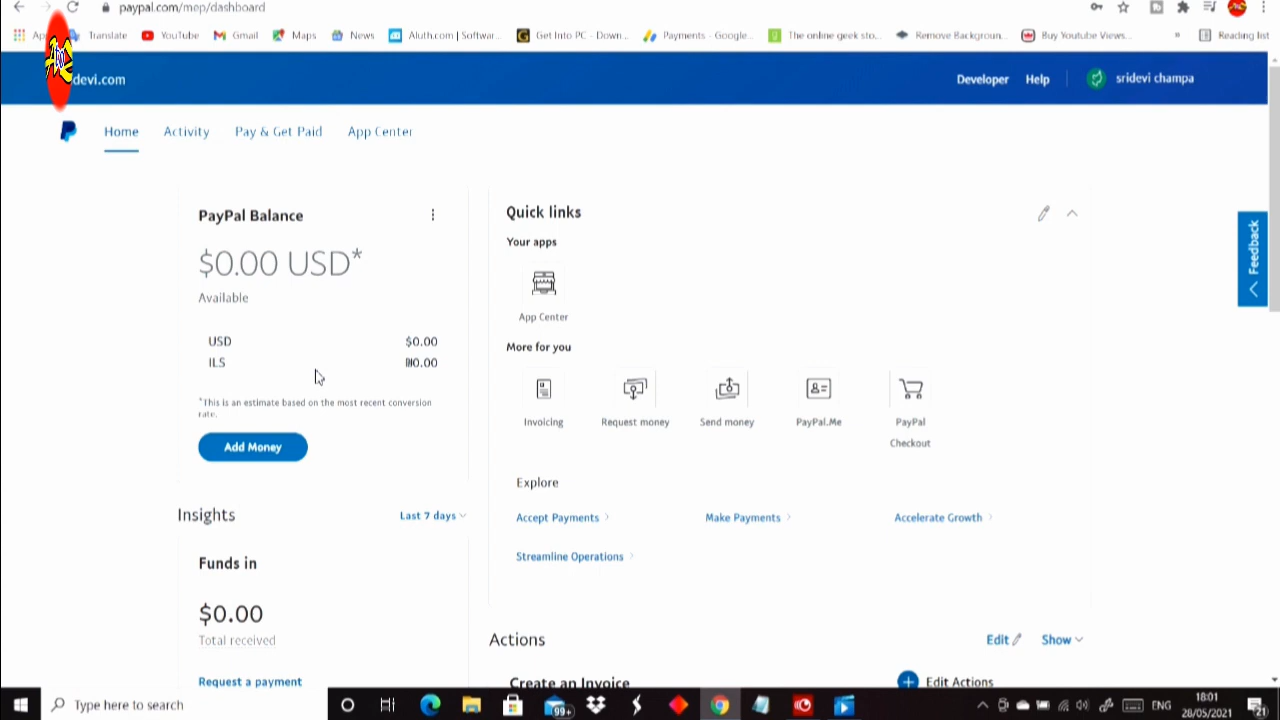 paypal.com/mep/dashboard
Translate YouTube Gmail Maps News Aluth.com | Softwar... Get Into PC - Down... Payments - Google... The online geek sto... Remove Backgroun... Buy Youtube Views... » Reading list
devi.com Developer Help sridevi champa
Home Activity Pay & Get Paid App Center
PayPal Balance
$0.00 USD*
Available
USD $0.00
ILS ₪0.00
*This is an estimate based on the most recent conversion
rate.
Add Money
Insights Last 7 days
Funds in
$0.00
Total received
Request a payment
Quick links
Your apps
App Center
More for you
Invoicing Request money Send money PayPal.Me PayPal
Checkout
Explore
Accept Payments Make Payments Accelerate Growth
Streamline Operations
Actions Edit Show
Create an Invoice Edit Actions
Feedback
Type here to search 99+ ENG 18:01
28/05/2021 21